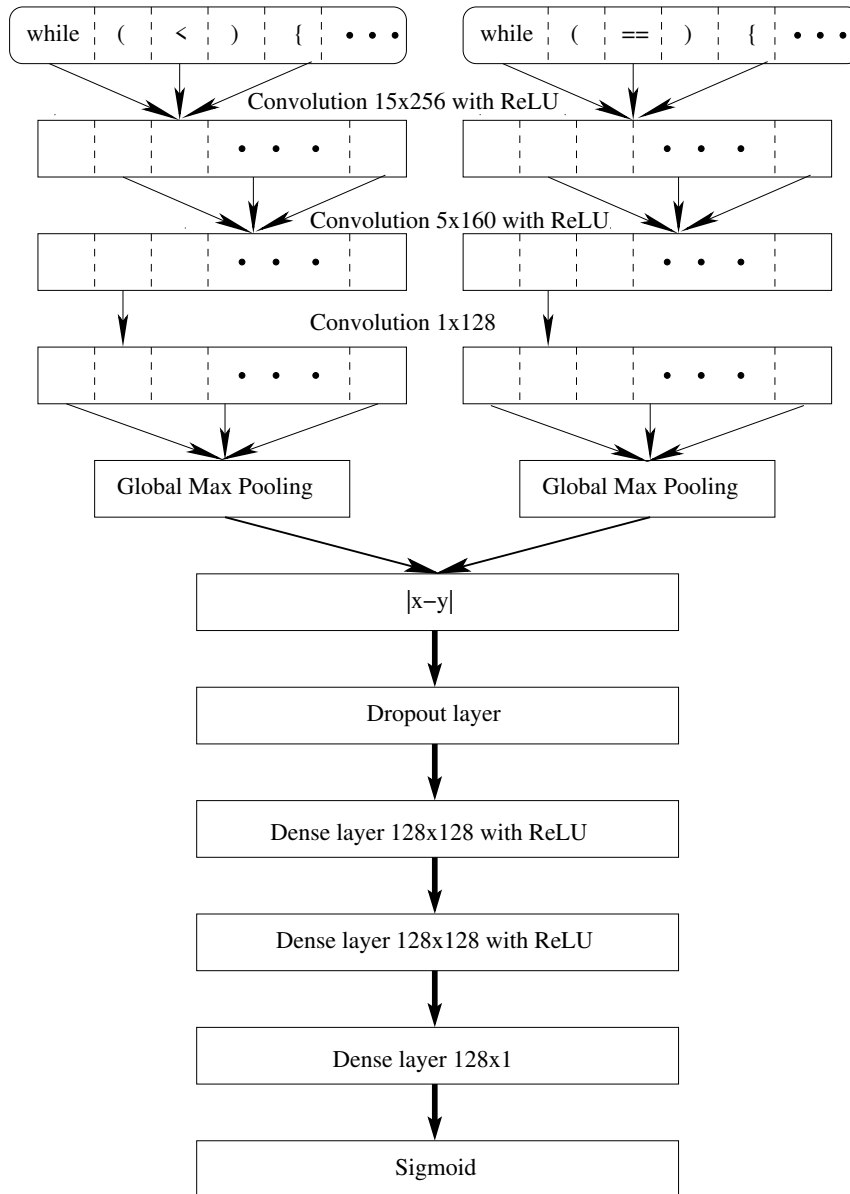 while ( < ) { • • •
while ( == ) { • • •
Convolution 15x256 with ReLU
• • •
• • •
Convolution 5x160 with ReLU
• • •
• • •
Convolution 1x128
• • •
• • •
Global Max Pooling
Global Max Pooling
|x−y|
Dropout layer
Dense layer 128x128 with ReLU
Dense layer 128x128 with ReLU
Dense layer 128x1
Sigmoid